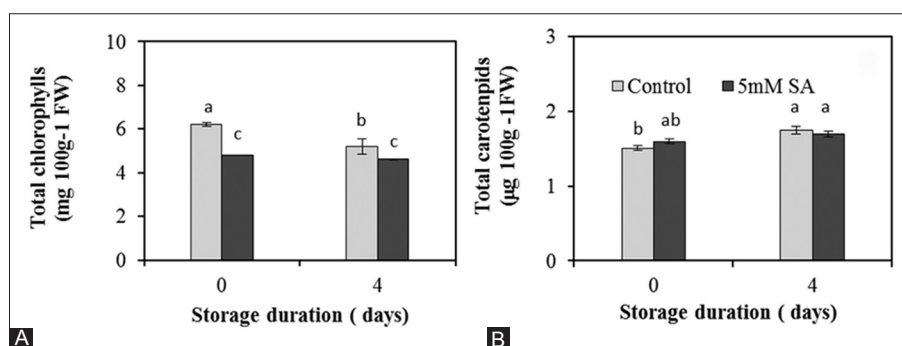 10
8
6
4
2
0
Total chlorophylls
(mg 100g-1 FW)
a
c
b
c
0
4
Storage duration ( days)
A
3
2
1
0
Total carotenpids
(µg 100g -1FW)
Control
5mM SA
b
ab
a
a
0
4
Storage duration ( days)
B